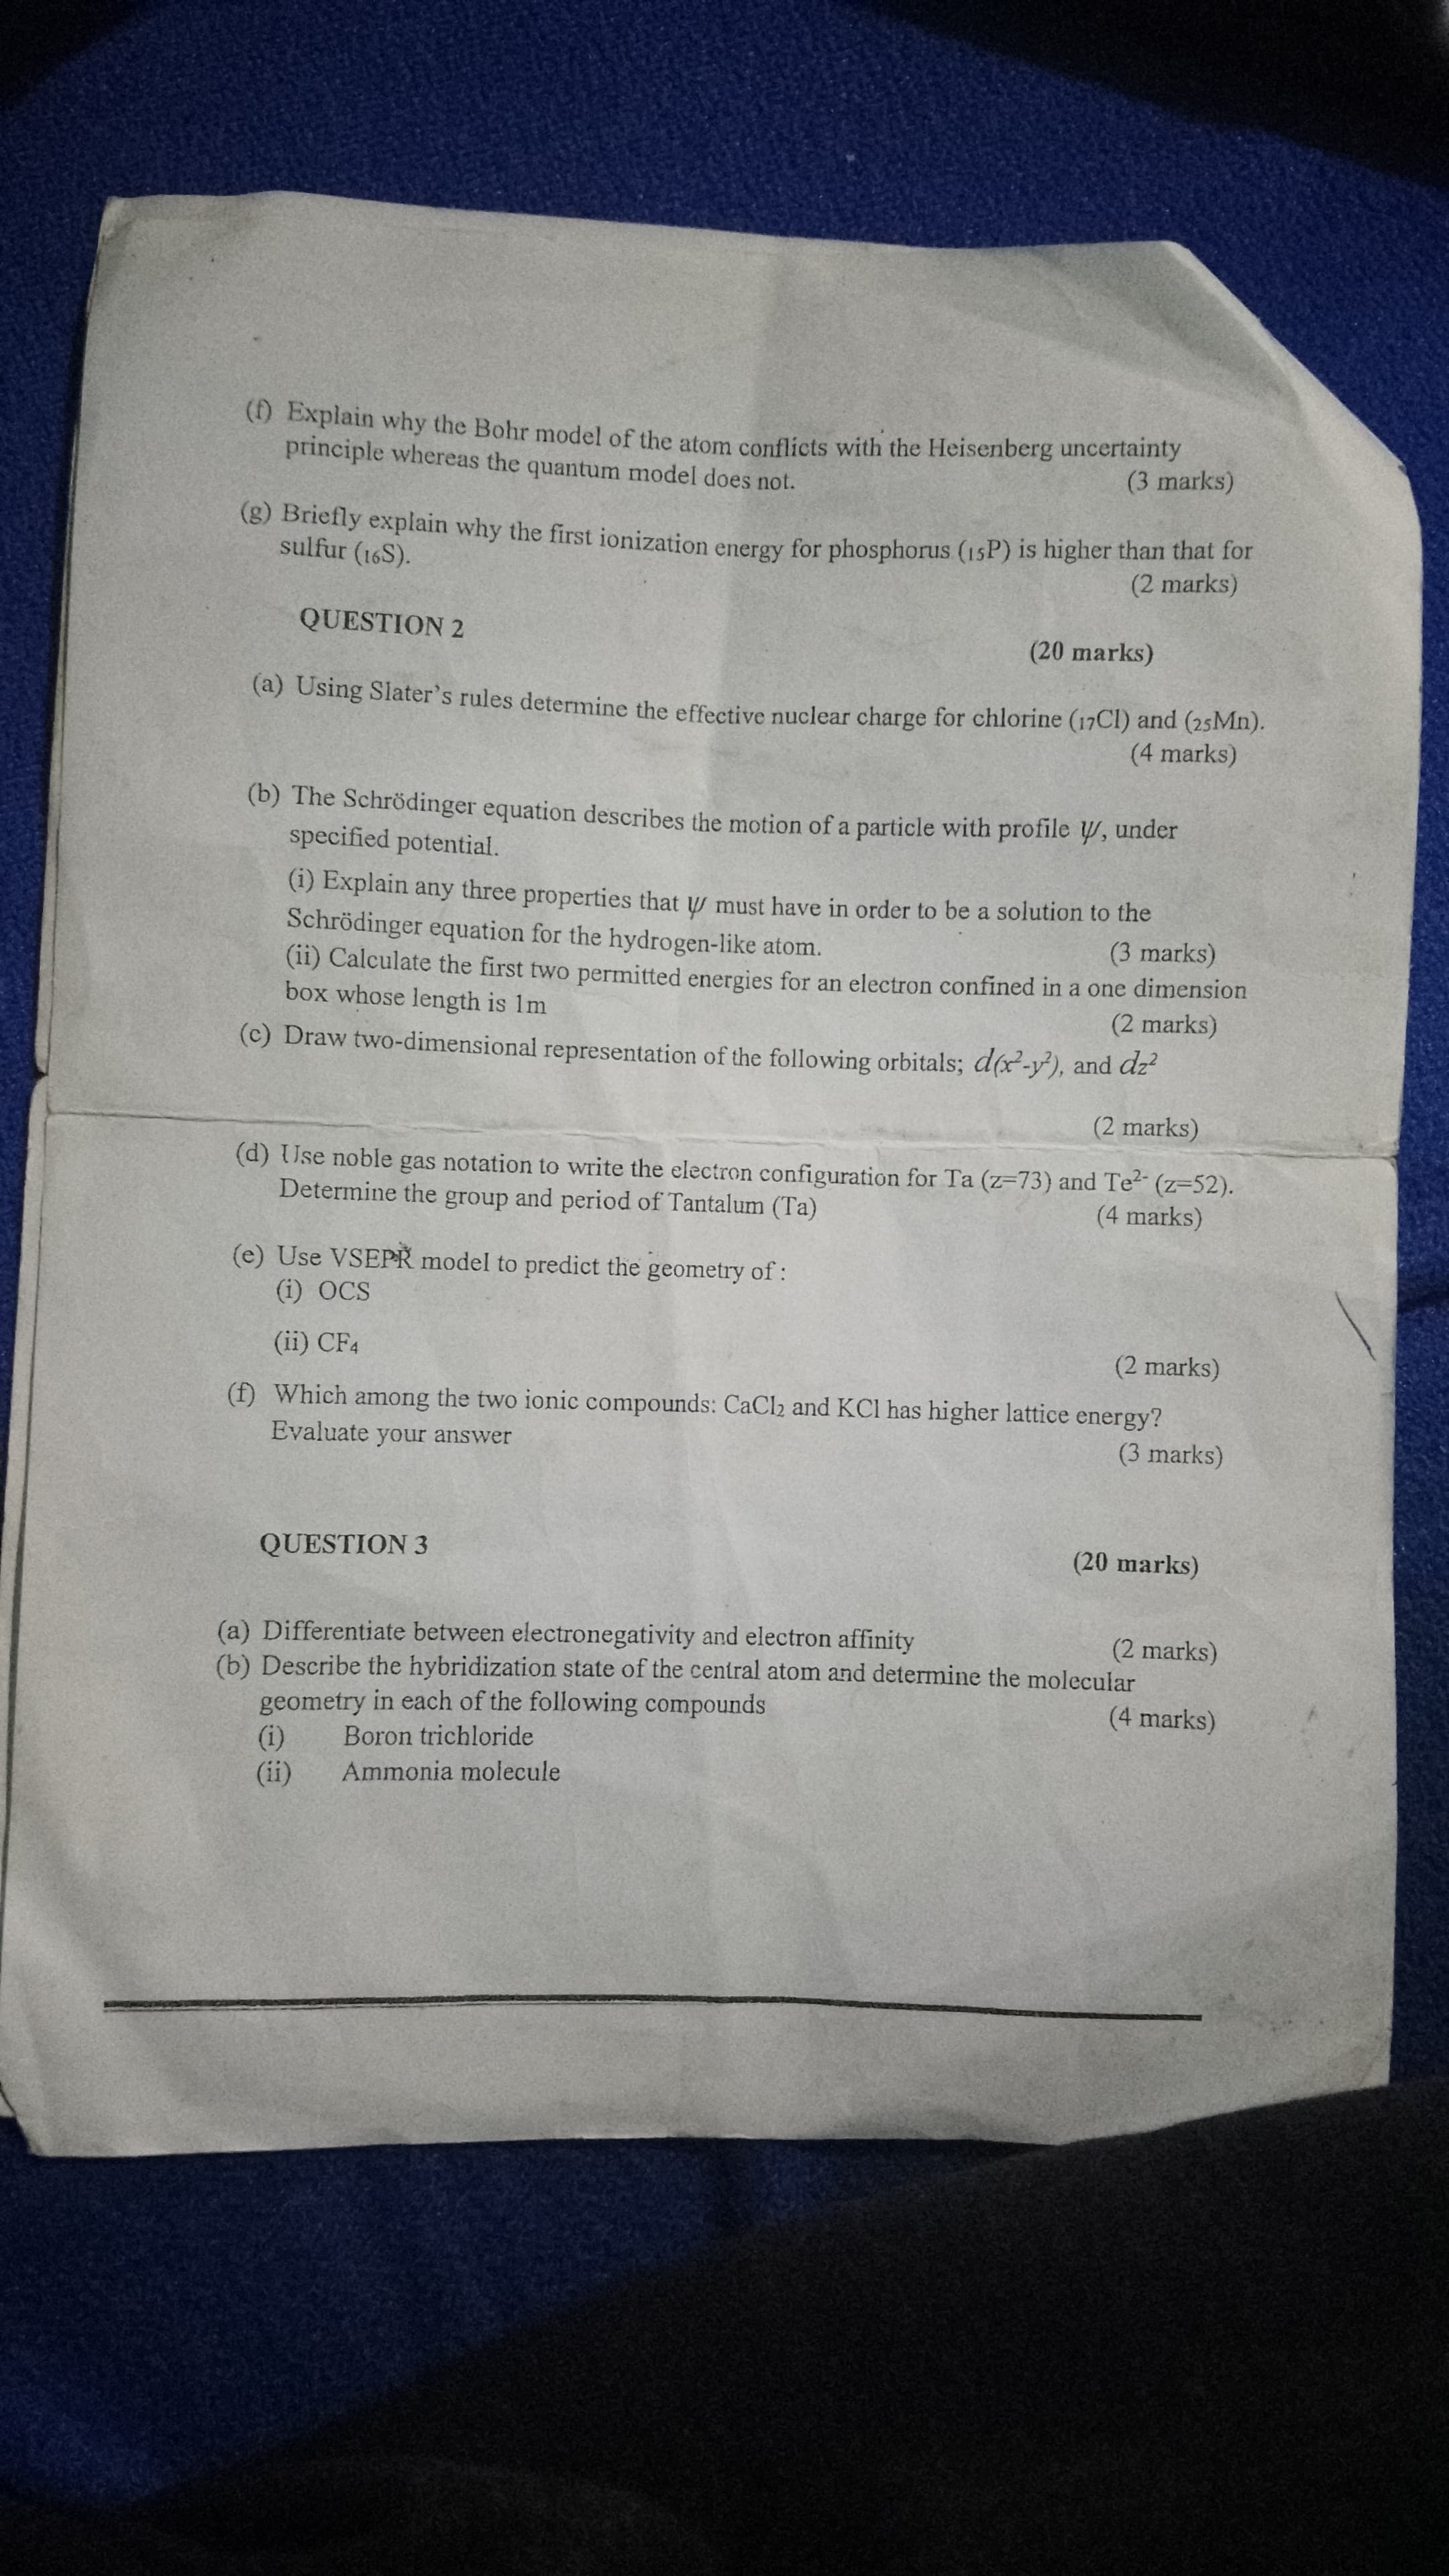 (f) Explain why the Bohr model of the atom conflicts with the Heisenberg uncertainty
principle whereas the quantum model does not.
(3 marks)
(g) Briefly explain why the first ionization energy for phosphorus (₁₅P) is higher than that for
sulfur (₁₆S).
(2 marks)
QUESTION 2
(20 marks)
(a) Using Slater's rules determine the effective nuclear charge for chlorine (₁₇Cl) and (₂₅Mn).
(4 marks)
(b) The Schrödinger equation describes the motion of a particle with profile ψ, under
specified potential.
(i) Explain any three properties that ψ must have in order to be a solution to the
Schrödinger equation for the hydrogen-like atom.
(3 marks)
(ii) Calculate the first two permitted energies for an electron confined in a one dimension
box whose length is 1m
(2 marks)
(c) Draw two-dimensional representation of the following orbitals; d(x²-y²), and dz²
(2 marks)
(d) Use noble gas notation to write the electron configuration for Ta (z=73) and Te²⁻ (z=52).
Determine the group and period of Tantalum (Ta)
(4 marks)
(e) Use VSEPR model to predict the geometry of :
(i) OCS
(ii) CF₄
(2 marks)
(f) Which among the two ionic compounds: CaCl₂ and KCl has higher lattice energy?
Evaluate your answer
(3 marks)
QUESTION 3
(20 marks)
(a) Differentiate between electronegativity and electron affinity
(2 marks)
(b) Describe the hybridization state of the central atom and determine the molecular
geometry in each of the following compounds
(4 marks)
(i) Boron trichloride
(ii) Ammonia molecule